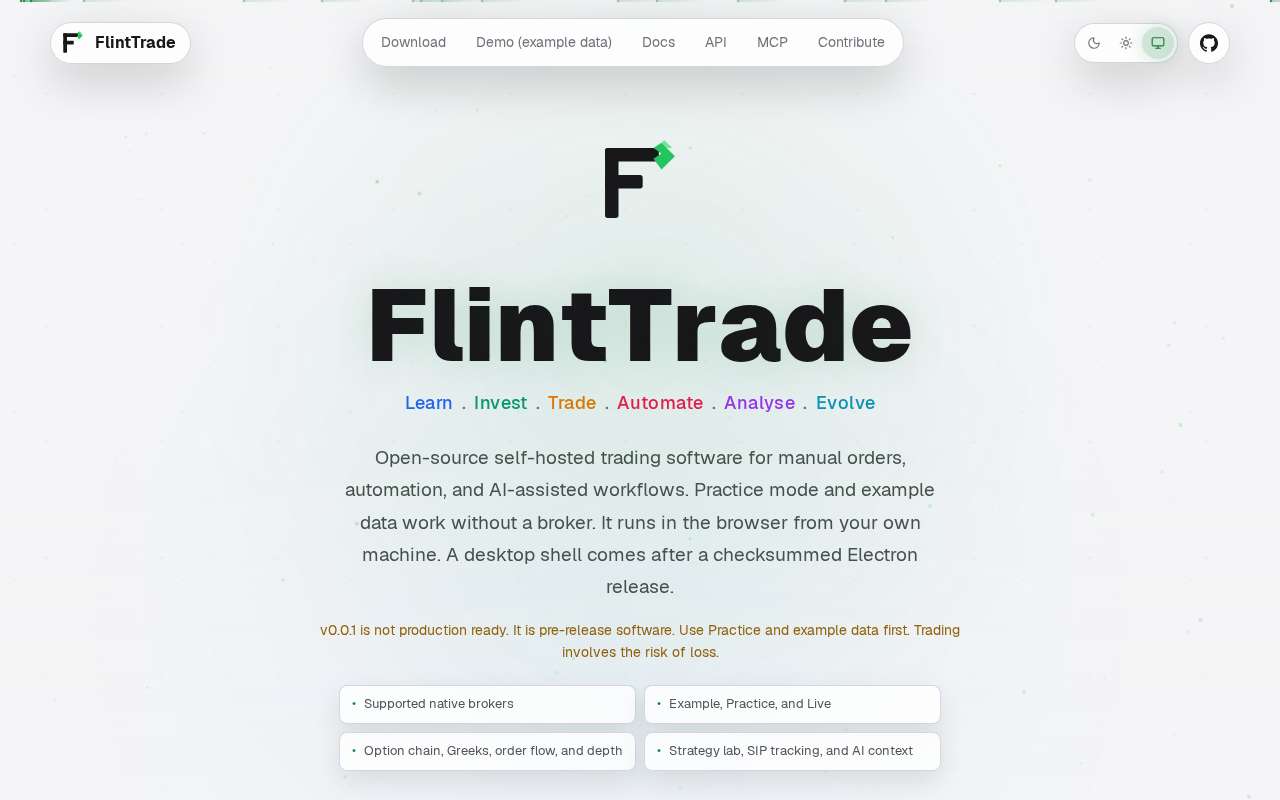 FlintTrade
Download
Demo (example data)
Docs
API
MCP
Contribute
FlintTrade
Learn . Invest . Trade . Automate . Analyse . Evolve
Open-source self-hosted trading software for manual orders,
automation, and AI-assisted workflows. Practice mode and example
data work without a broker. It runs in the browser from your own
machine. A desktop shell comes after a checksummed Electron
release.
v0.0.1 is not production ready. It is pre-release software. Use Practice and example data first. Trading
involves the risk of loss.
• Supported native brokers
• Example, Practice, and Live
• Option chain, Greeks, order flow, and depth
• Strategy lab, SIP tracking, and AI context